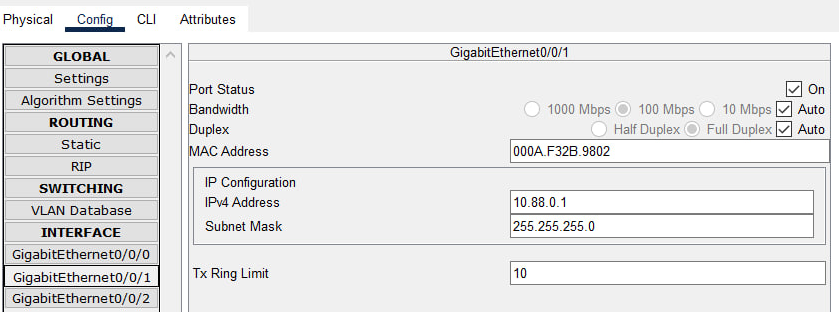 Physical Config CLI Attributes
GLOBAL
Settings
Algorithm Settings
ROUTING
Static
RIP
SWITCHING
VLAN Database
INTERFACE
GigabitEthernet0/0/0
GigabitEthernet0/0/1
GigabitEthernet0/0/2
GigabitEthernet0/0/1
Port Status On
Bandwidth 1000 Mbps 100 Mbps 10 Mbps Auto
Duplex Half Duplex Full Duplex Auto
MAC Address 000A.F32B.9802
IP Configuration
IPv4 Address 10.88.0.1
Subnet Mask 255.255.255.0
Tx Ring Limit 10